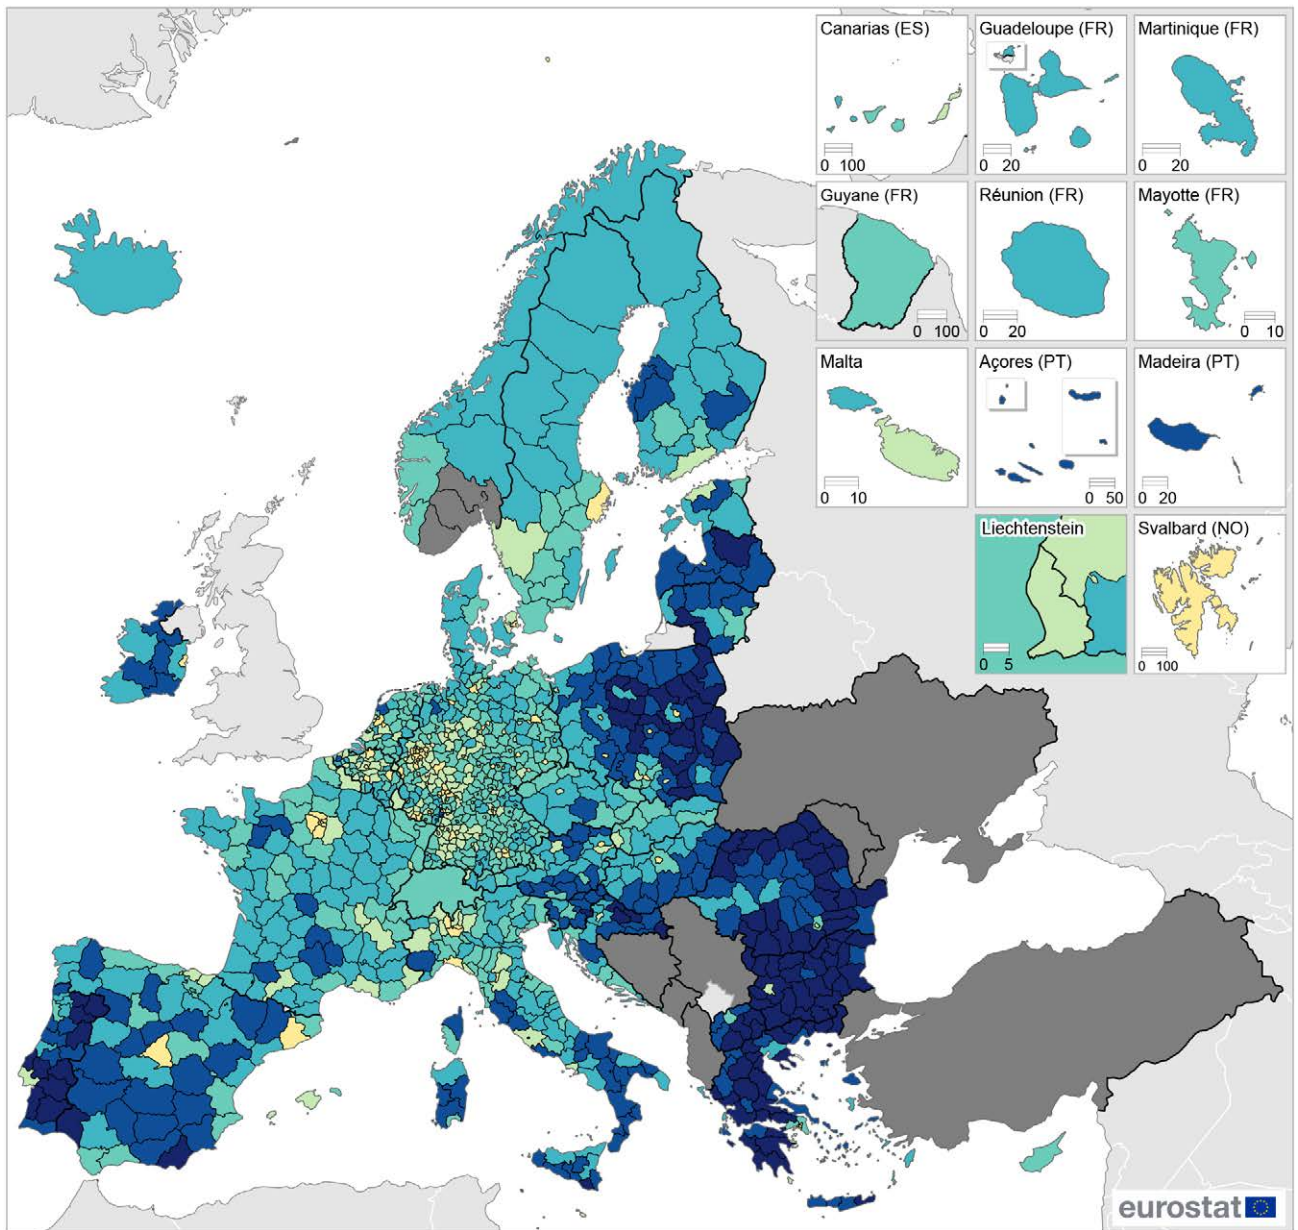 Canarias (ES)
0 100
Guadeloupe (FR)
0 20
Martinique (FR)
0 20
Guyane (FR)
0 100
Réunion (FR)
0 20
Mayotte (FR)
0 10
Malta
0 10
Açores (PT)
0 50
Madeira (PT)
0 20
Liechtenstein
0 5
Svalbard (NO)
0 100
eurostat